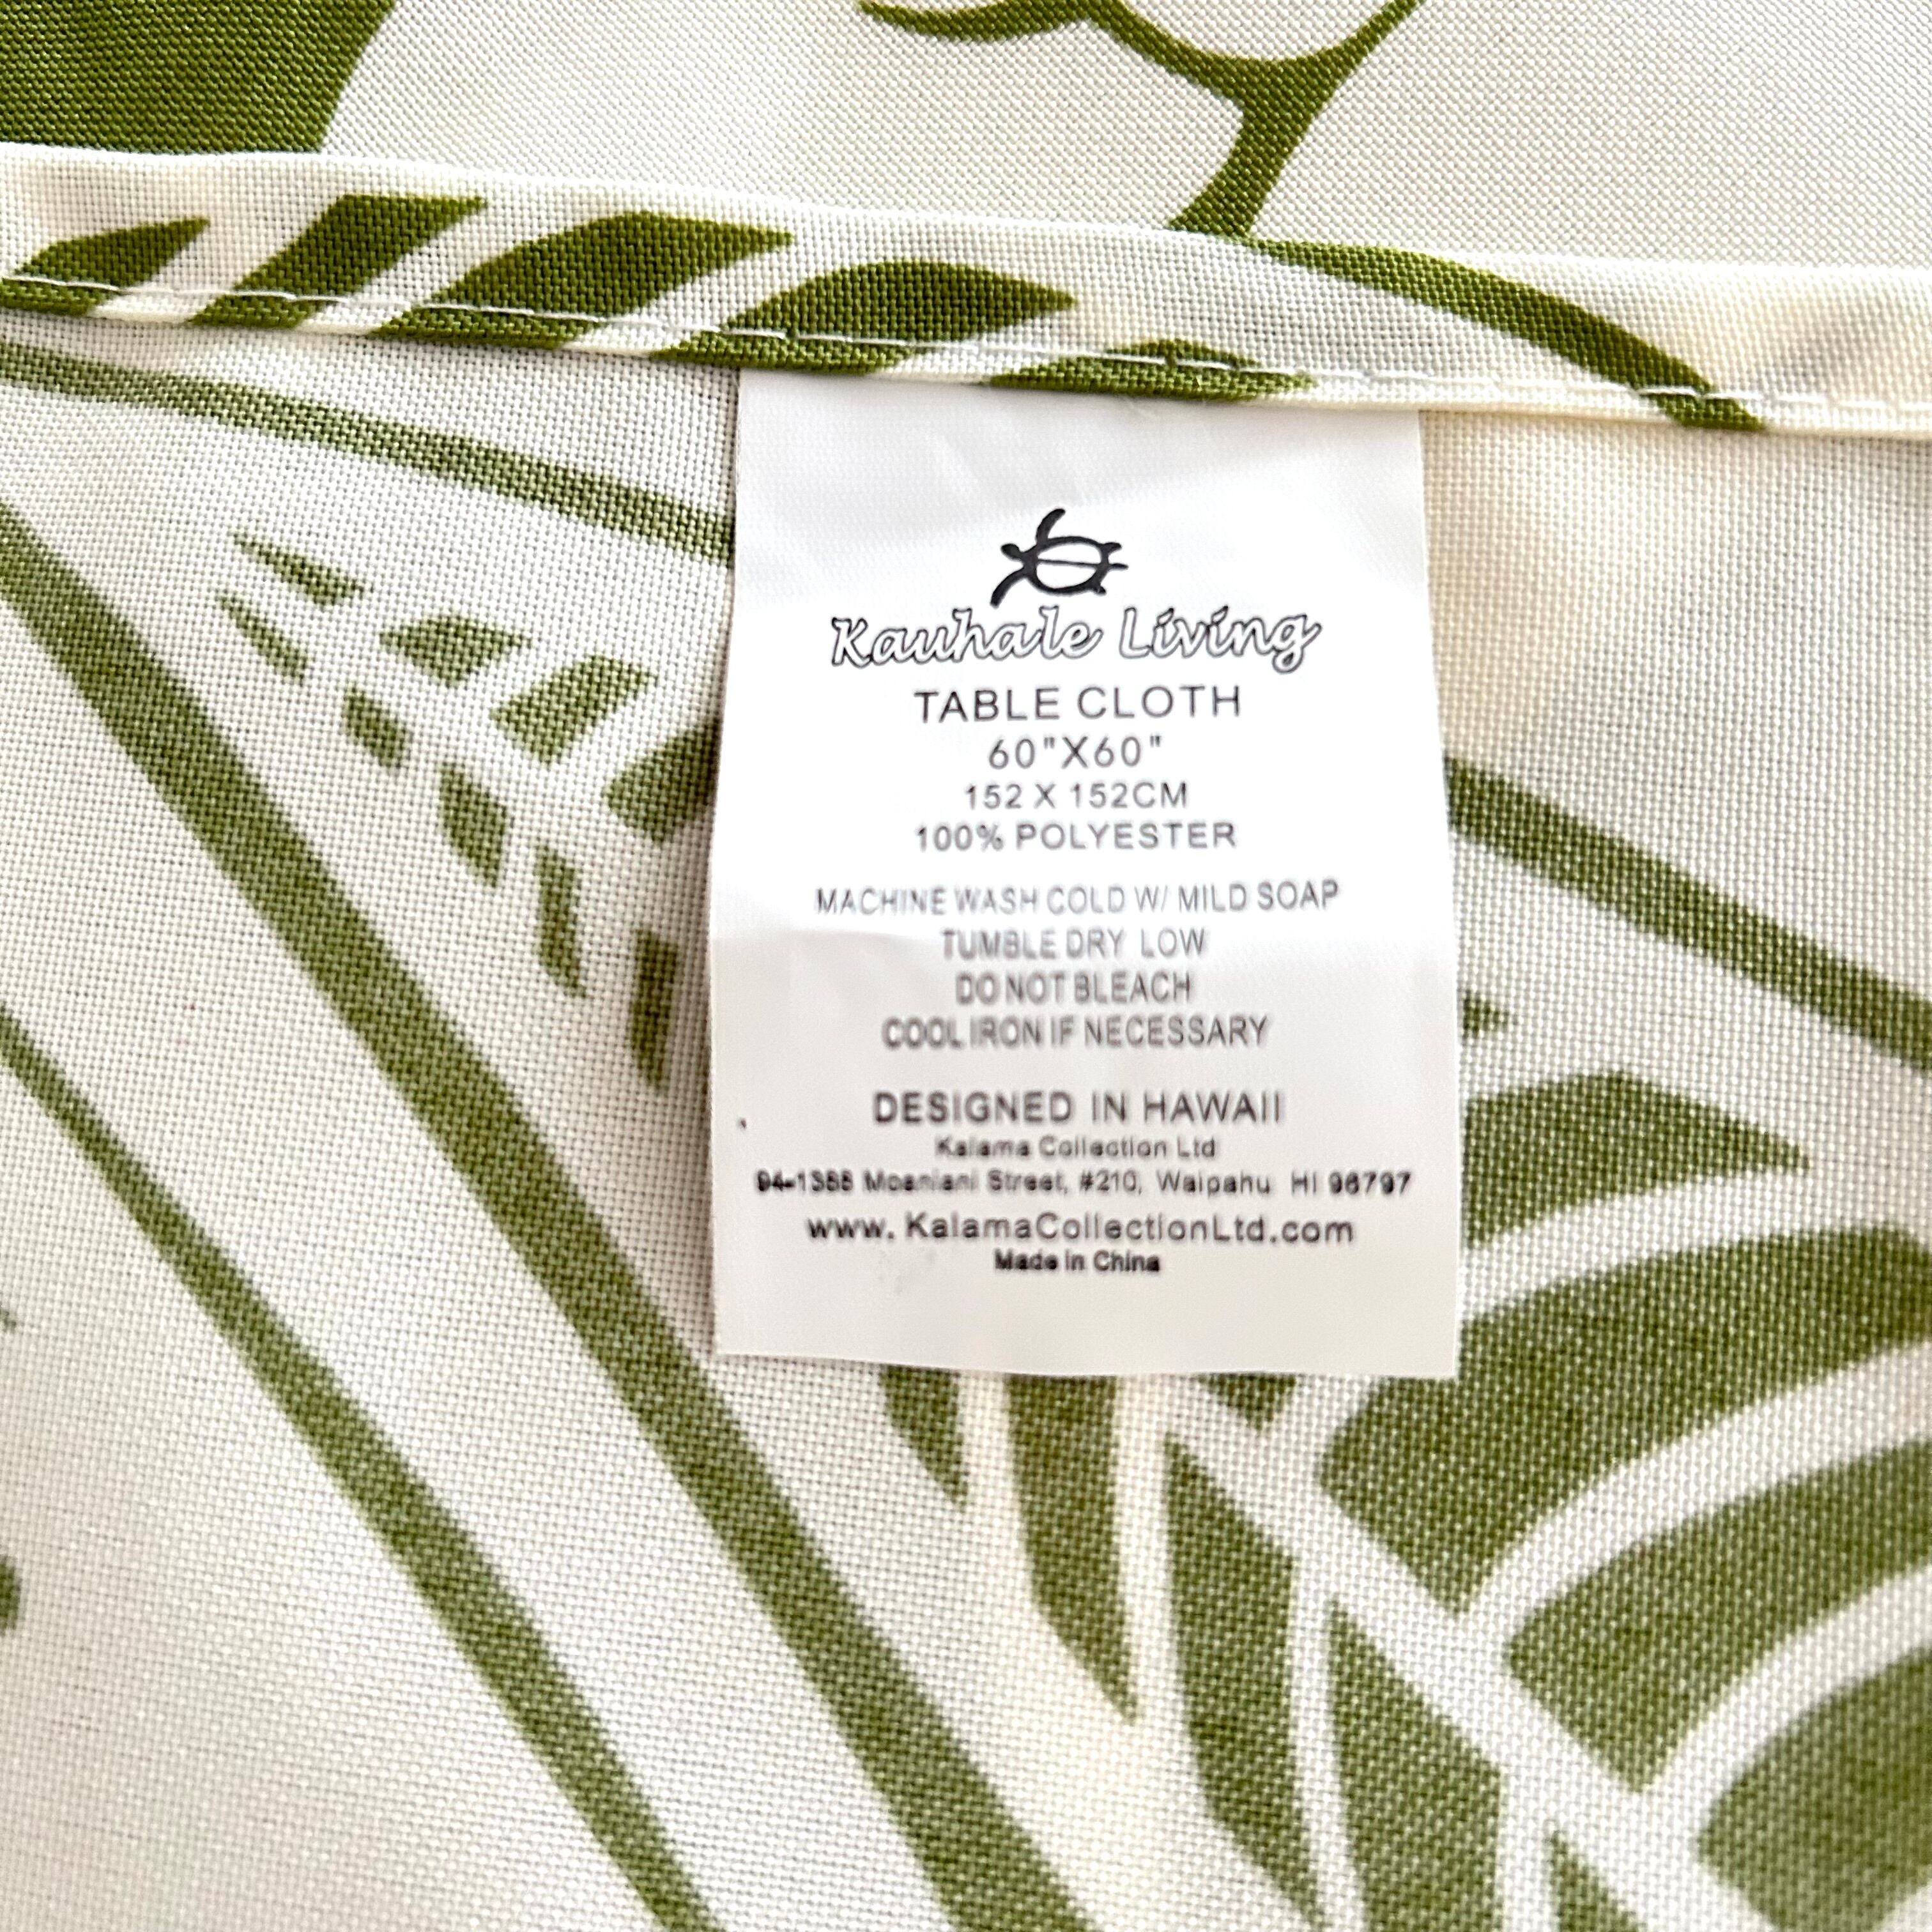 Kauhale Living
TABLE CLOTH
60"X60"
152 X 152CM
100% POLYESTER
MACHINE WASH COLD W/ MILD SOAP
TUMBLE DRY LOW
DO NOT BLEACH
COOL IRON IF NECESSARY
DESIGNED IN HAWAII
Kalama Collection Ltd
94-1388 Moaniani Street, #210, Waipahu HI 96797
www. KalamaCollectionLtd.com
Made in China